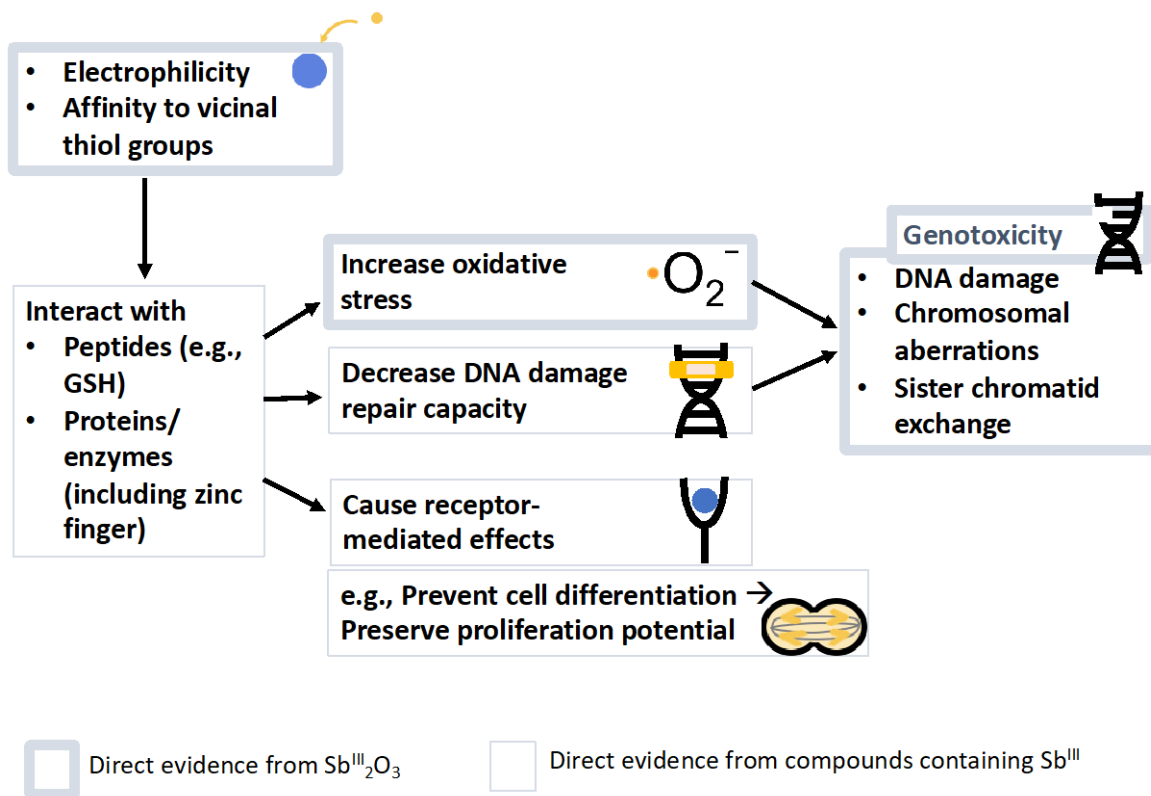 • Electrophilicity
• Affinity to vicinal
thiol groups
Interact with
• Peptides (e.g.,
GSH)
• Proteins/
enzymes
(including zinc
finger)
Increase oxidative
stress
•O₂⁻
Decrease DNA damage
repair capacity
Cause receptor-
mediated effects
e.g., Prevent cell differentiation →
Preserve proliferation potential
Genotoxicity
• DNA damage
• Chromosomal
aberrations
• Sister chromatid
exchange
Direct evidence from Sbᴵᴵᴵ₂O₃
Direct evidence from compounds containing Sbᴵᴵᴵ